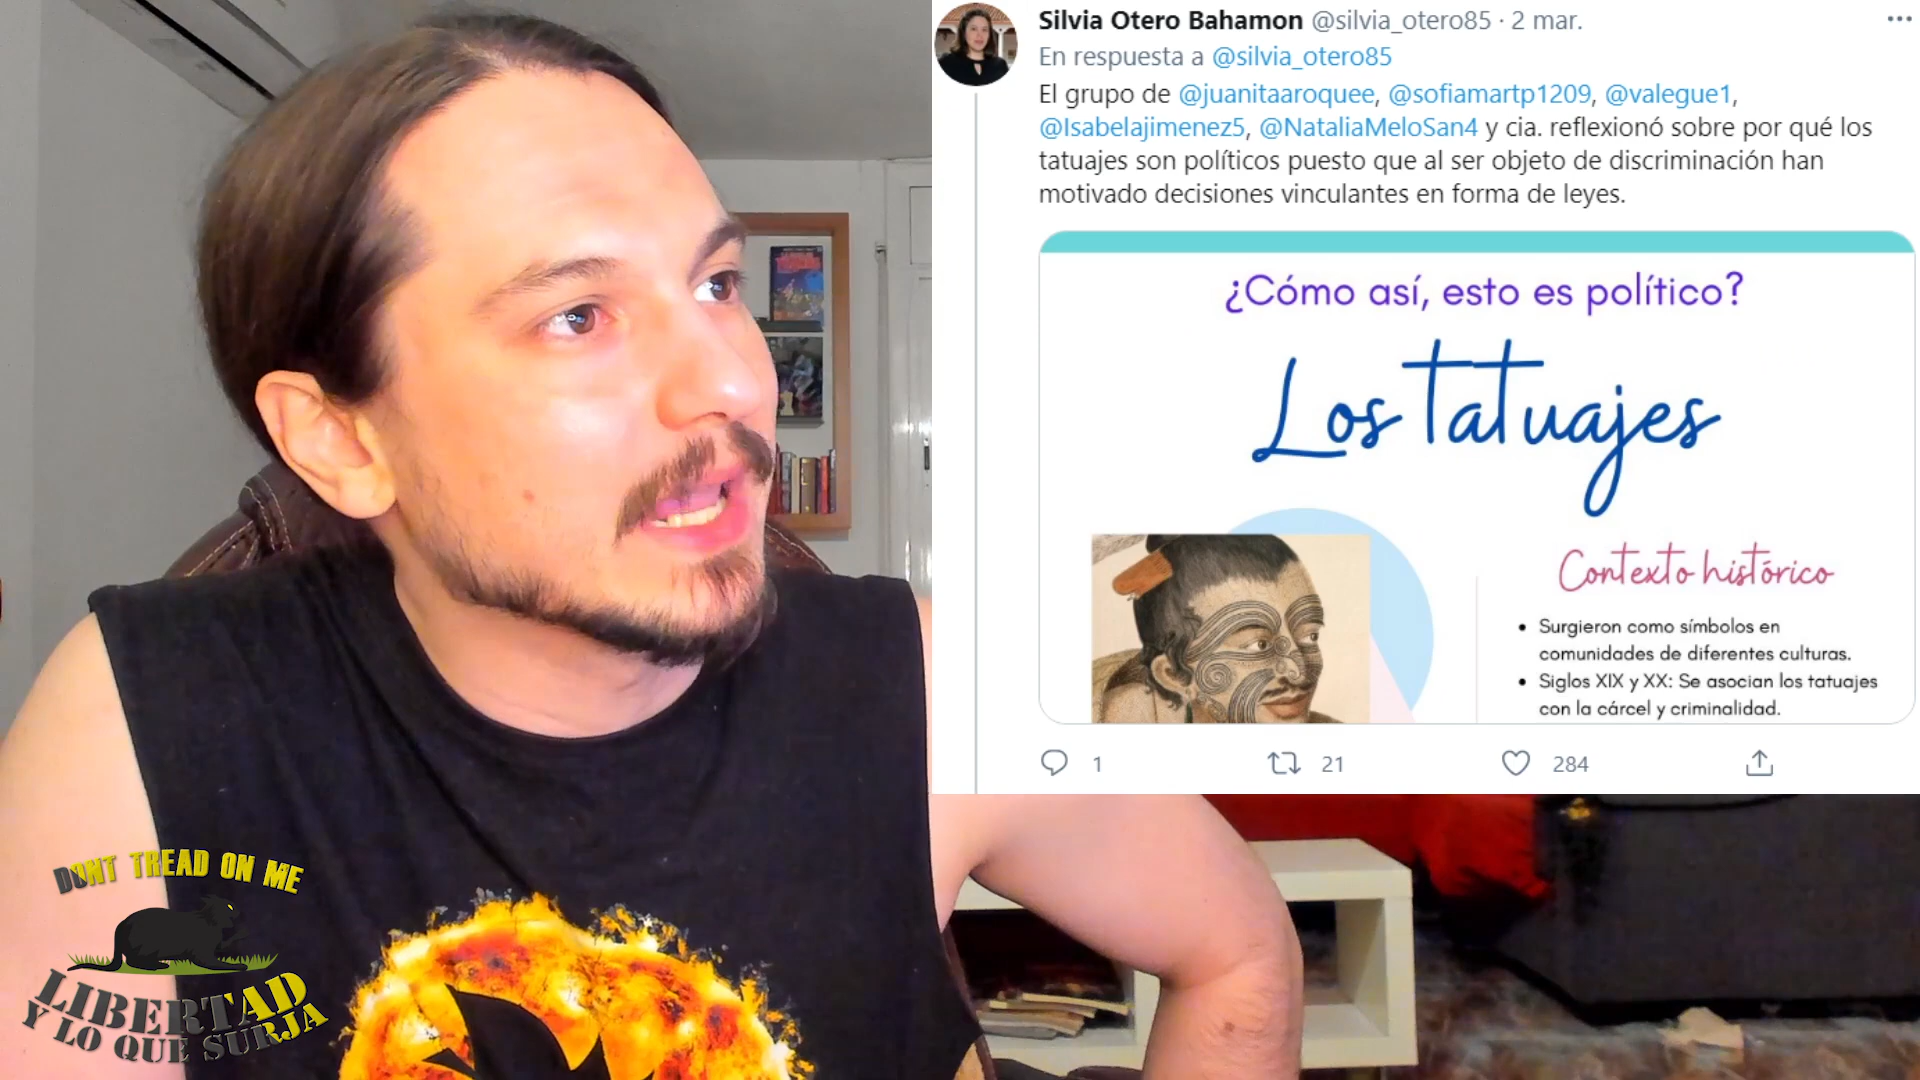 Silvia Otero Bahamon @silvia_otero85 · 2 mar.
En respuesta a @silvia_otero85
El grupo de @juanitaaroquee, @sofiamartp1209, @valegue1,
@Isabelajimenez5, @NataliaMeloSan4 y cia. reflexionó sobre por qué los
tatuajes son políticos puesto que al ser objeto de discriminación han
motivado decisiones vinculantes en forma de leyes.
¿Cómo así, esto es político?
Los tatuajes
Contexto histórico
• Surgieron como símbolos en
comunidades de diferentes culturas.
• Siglos XIX y XX: Se asocian los tatuajes
con la cárcel y criminalidad.
1 21 284
DONT TREAD ON ME
LIBERTAD
Y LO QUE SURJA